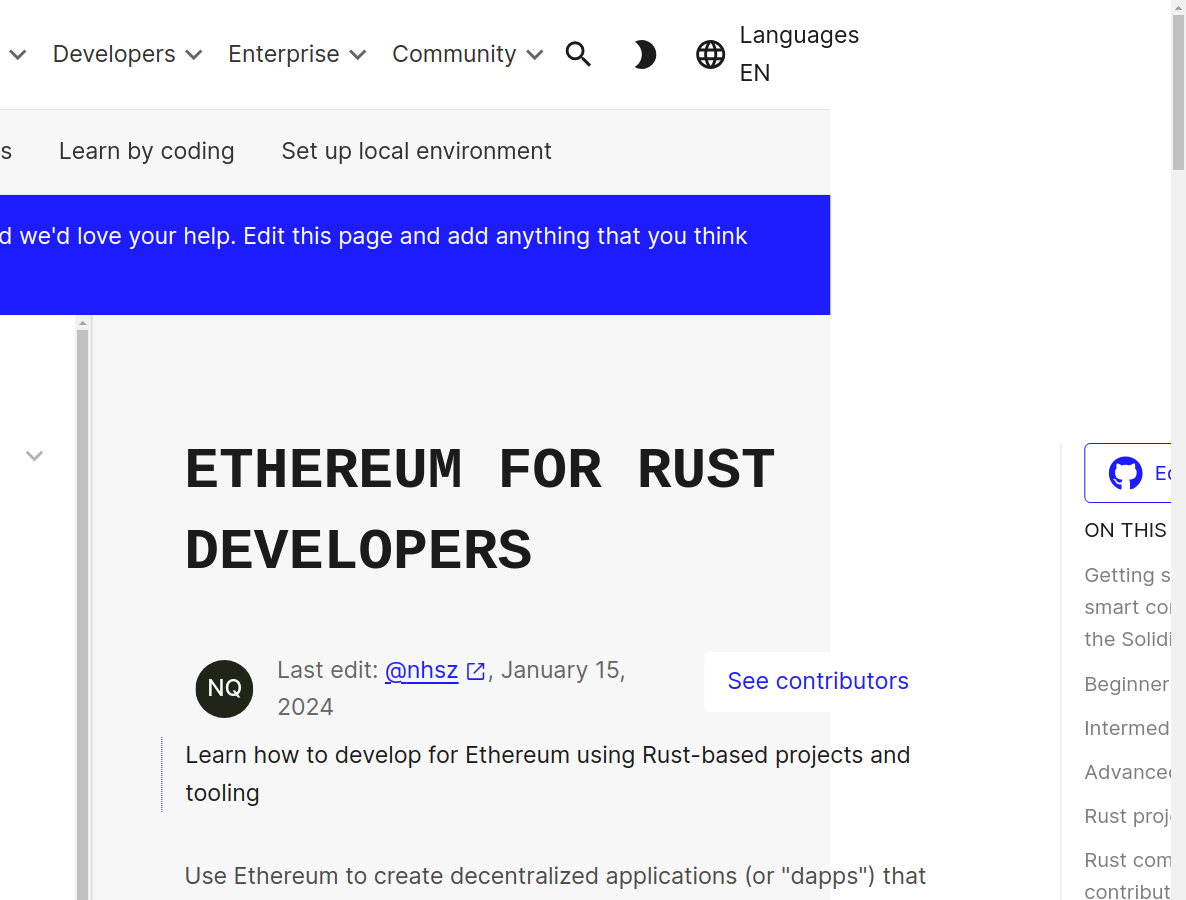 Developers Enterprise Community Languages EN
s Learn by coding Set up local environment
d we'd love your help. Edit this page and add anything that you think
ETHEREUM FOR RUST
DEVELOPERS
NQ
Last edit: @nhsz , January 15,
2024
See contributors
Learn how to develop for Ethereum using Rust-based projects and
tooling
Use Ethereum to create decentralized applications (or "dapps") that
ON THIS
Getting s
smart co
the Solid
Beginner
Intermed
Advance
Rust proj
Rust com
contribut